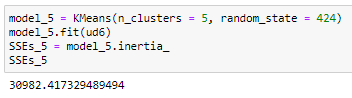 model_5 = KMeans(n_clusters = 5, random_state = 424)
model_5.fit(ud6)
SSEs_5 = model_5.inertia_
SSEs_5
30982.417329489494